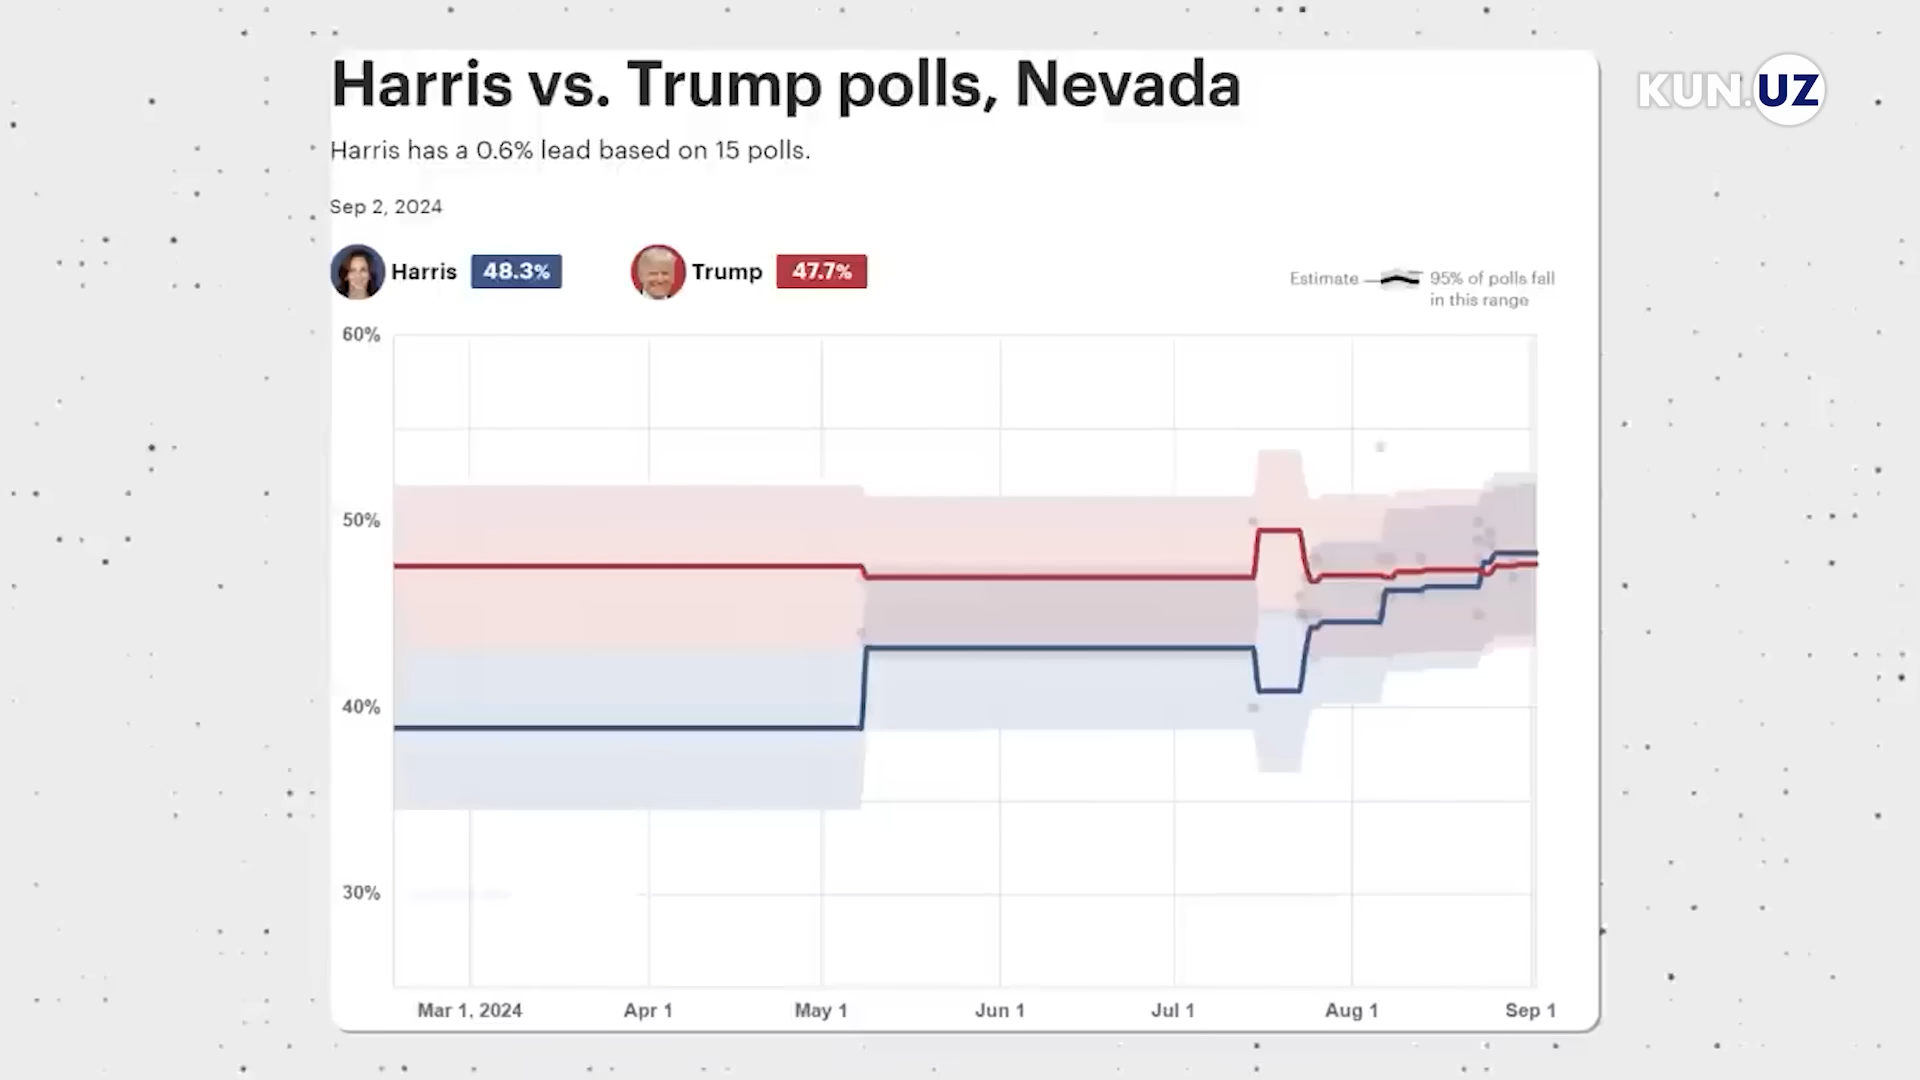 KUN.UZ
Harris vs. Trump polls, Nevada
Harris has a 0.6% lead based on 15 polls.
Sep 2, 2024
Harris 48.3% Trump 47.7%
Estimate 95% of polls fall
in this range
60%
50%
40%
30%
Mar 1, 2024 Apr 1 May 1 Jun 1 Jul 1 Aug 1 Sep 1